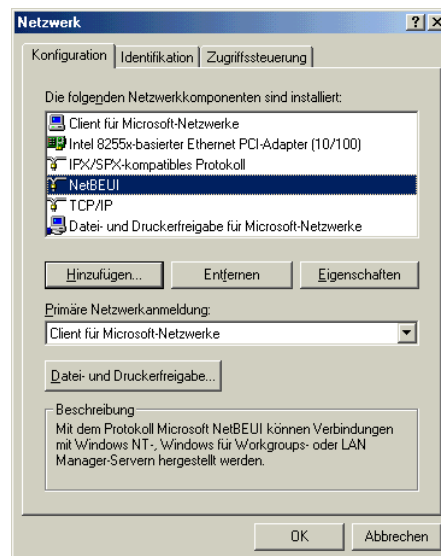 Netzwerk
Konfiguration Identifikation Zugriffssteuerung
Die folgenden Netzwerkkomponenten sind installiert:
Client für Microsoft-Netzwerke
Intel 8255x-basierter Ethernet PCI-Adapter (10/100)
IPX/SPX-kompatibles Protokoll
NetBEUI
TCP/IP
Datei- und Druckerfreigabe für Microsoft-Netzwerke
Hinzufügen... Entfernen Eigenschaften
Primäre Netzwerkanmeldung:
Client für Microsoft-Netzwerke
Datei- und Druckerfreigabe...
Beschreibung
Mit dem Protokoll Microsoft NetBEUI können Verbindungen
mit Windows NT-, Windows für Workgroups- oder LAN
Manager-Servern hergestellt werden.
OK Abbrechen